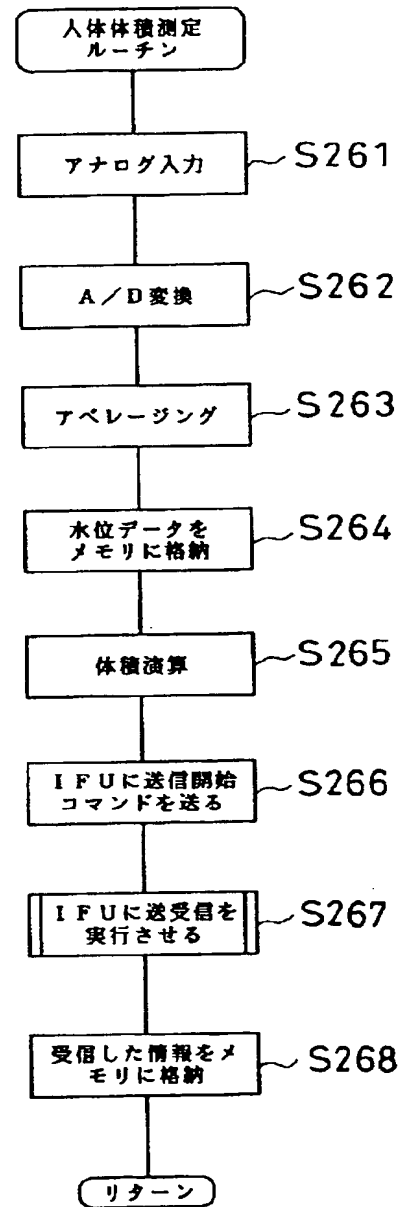 人体体積測定
ルーチン
アナログ入力
S261
A/D変換
S262
アベレージング
S263
水位データを
メモリに格納
S264
体積演算
S265
IFUに送信開始
コマンドを送る
S266
IFUに送受信を
実行させる
S267
受信した情報をメ
モリに格納
S268
リターン